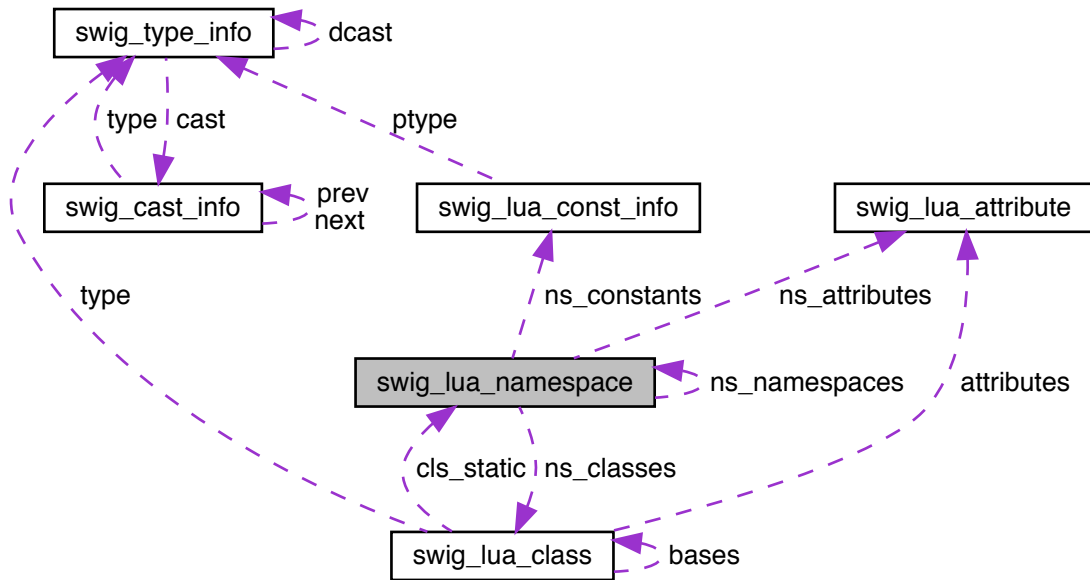 swig_type_info
dcast
type
cast
ptype
swig_cast_info
prev
next
swig_lua_const_info
swig_lua_attribute
type
ns_constants
ns_attributes
swig_lua_namespace
ns_namespaces
attributes
cls_static
ns_classes
swig_lua_class
bases